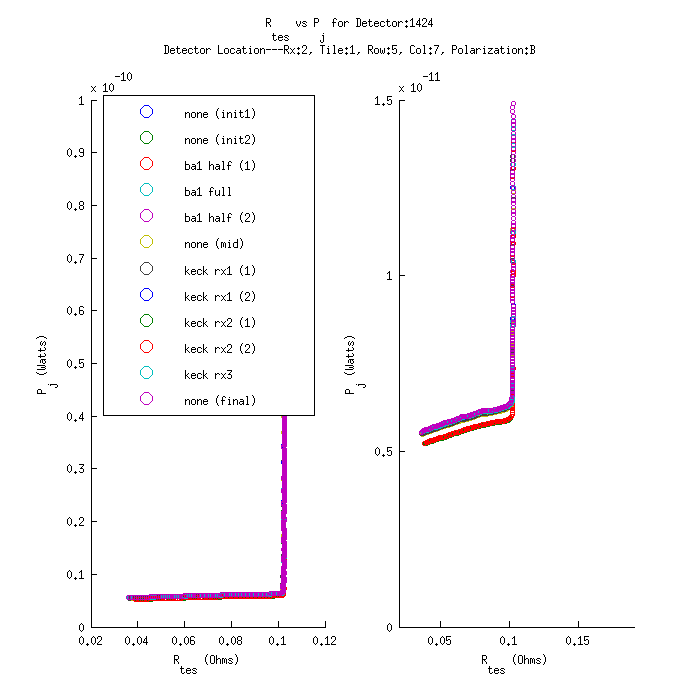 R tes vs P j for Detector:1424
Detector Location---Rx:2, Tile:1, Row:5, Col:7, Polarization:B
x 10^-10
1
0.9
0.8
0.7
0.6
0.5
0.4
0.3
0.2
0.1
0
0.02 0.04 0.06 0.08 0.1 0.12
P j (Watts)
R tes (Ohms)
none (init1)
none (init2)
ba1 half (1)
ba1 full
ba1 half (2)
none (mid)
keck rx1 (1)
keck rx1 (2)
keck rx2 (1)
keck rx2 (2)
keck rx3
none (final)
x 10^-11
1.5
1
0.5
0
0.05 0.1 0.15
P j (Watts)
R tes (Ohms)